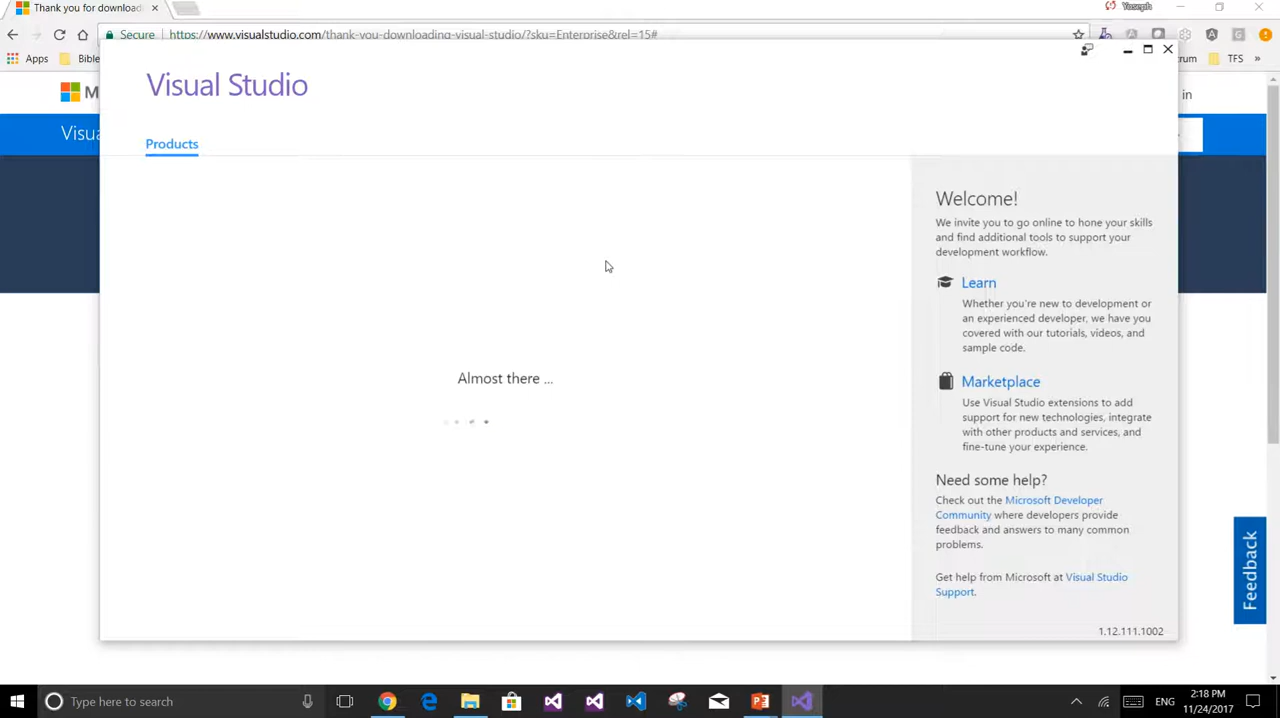 Thank you for downloadi
Yoseph
Secure
https://www.visualstudio.com/thank-you-downloading-visual-studio/?sku=Enterprise&rel=15#
Apps
Bible
rum
TFS
»
M
in
Visua
Visual Studio
Products
Almost there ...
Welcome!
We invite you to go online to hone your skills
and find additional tools to support your
development workflow.
Learn
Whether you're new to development or
an experienced developer, we have you
covered with our tutorials, videos, and
sample code.
Marketplace
Use Visual Studio extensions to add
support for new technologies, integrate
with other products and services, and
fine-tune your experience.
Need some help?
Check out the Microsoft Developer
Community where developers provide
feedback and answers to many common
problems.
Get help from Microsoft at Visual Studio
Support.
1.12.111.1002
Feedback
Type here to search
ENG
2:18 PM
11/24/2017